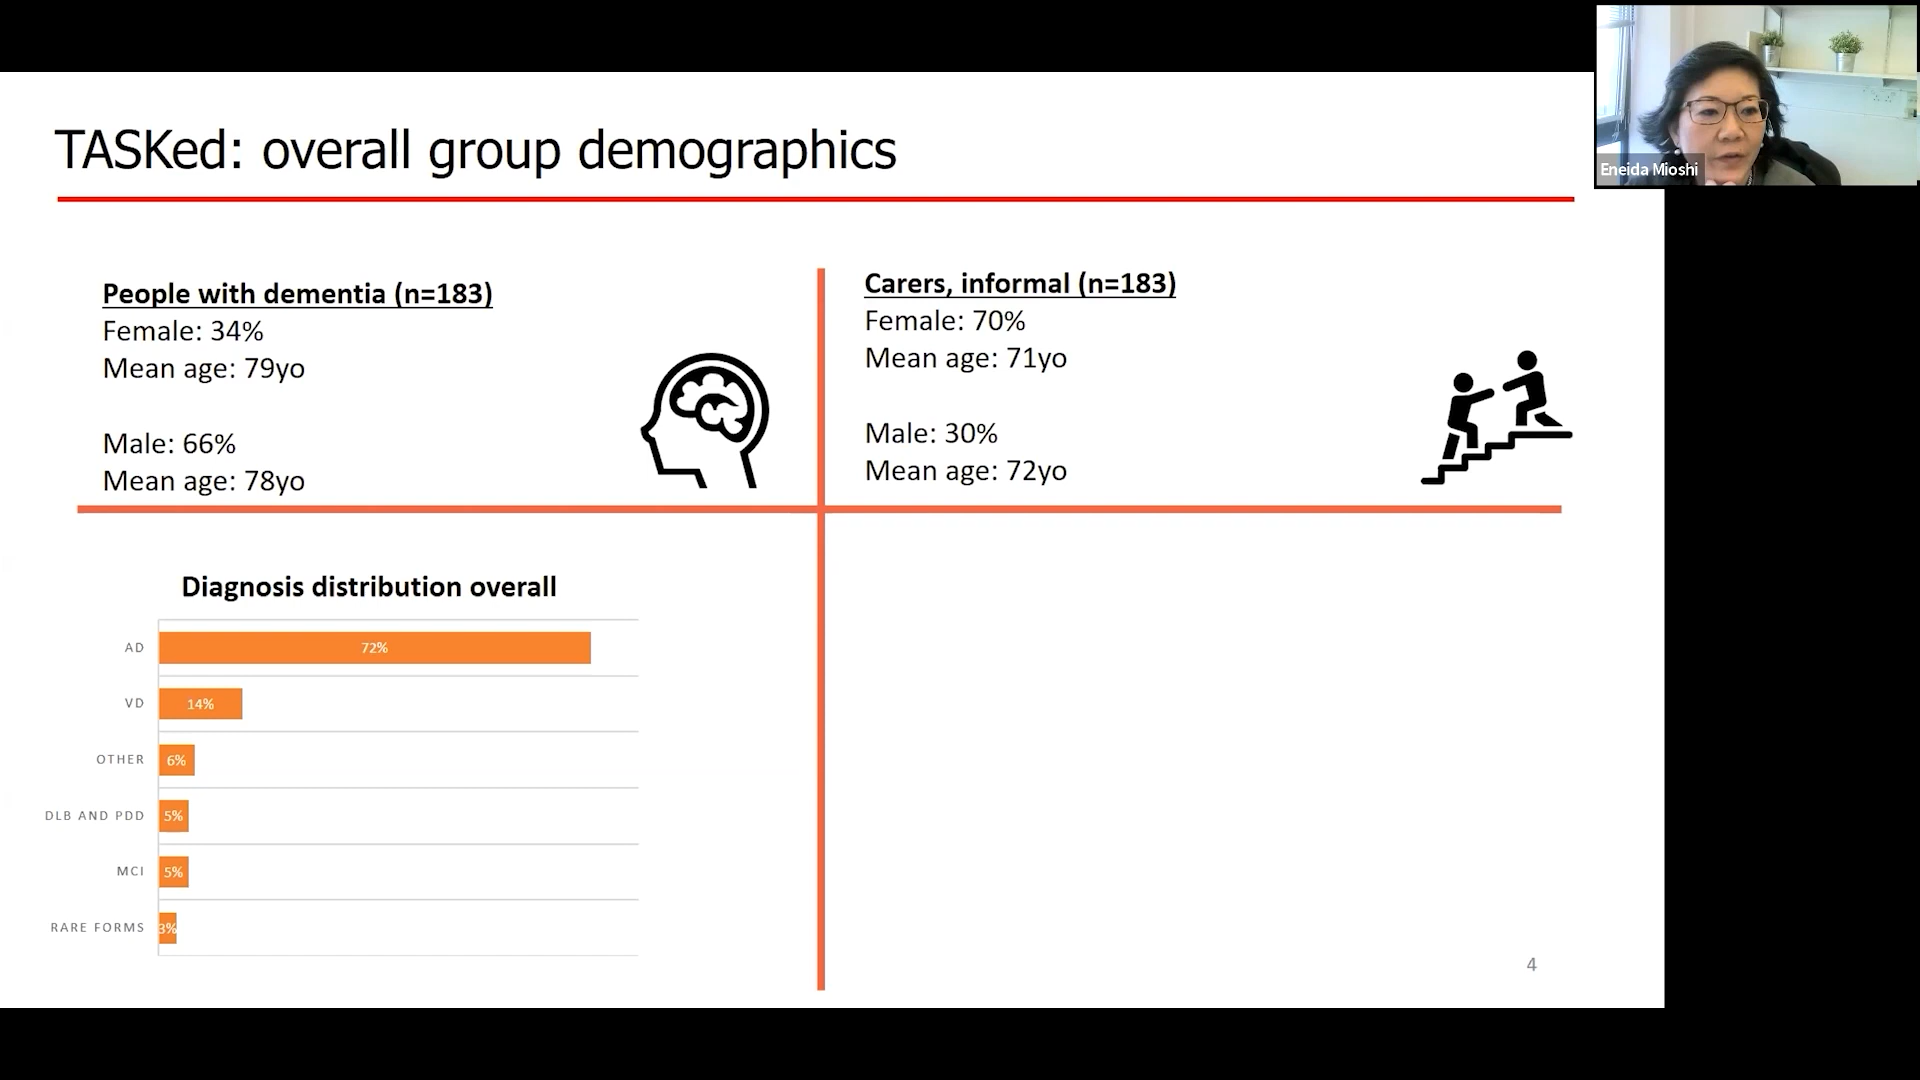 Eneida Mioshi
TASKed: overall group demographics
People with dementia (n=183)
Female: 34%
Mean age: 79yo
Male: 66%
Mean age: 78yo
Carers, informal (n=183)
Female: 70%
Mean age: 71yo
Male: 30%
Mean age: 72yo
Diagnosis distribution overall
AD 72%
VD 14%
OTHER 6%
DLB AND PDD 5%
MCI 5%
RARE FORMS 3%
4